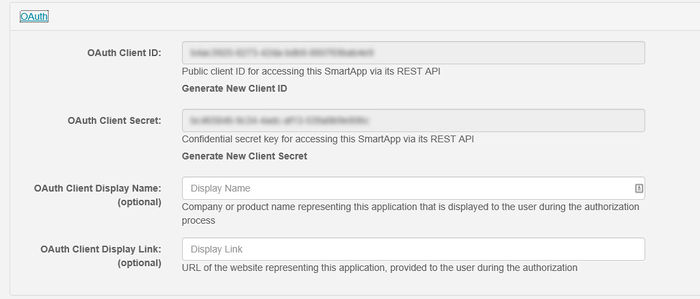 OAuth
OAuth Client ID:
Public client ID for accessing this SmartApp via its REST API
Generate New Client ID
OAuth Client Secret:
Confidential secret key for accessing this SmartApp via its REST API
Generate New Client Secret
OAuth Client Display Name:
(optional)
Display Name
Company or product name representing this application that is displayed to the user during the authorization
process
OAuth Client Display Link:
(optional)
Display Link
URL of the website representing this application, provided to the user during the authorization